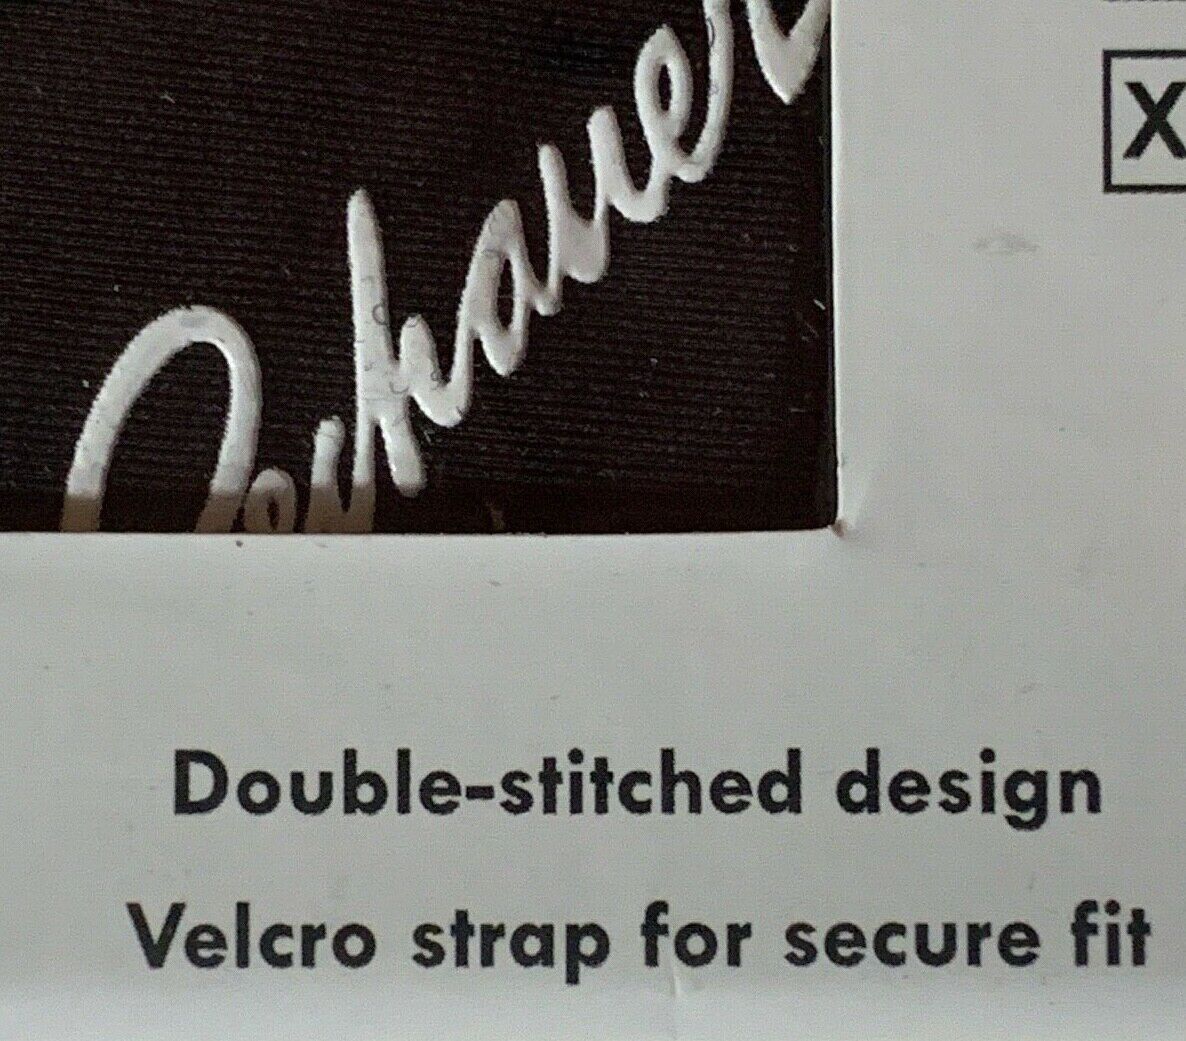 X
Double-stitched design
Velcro strap for secure fit